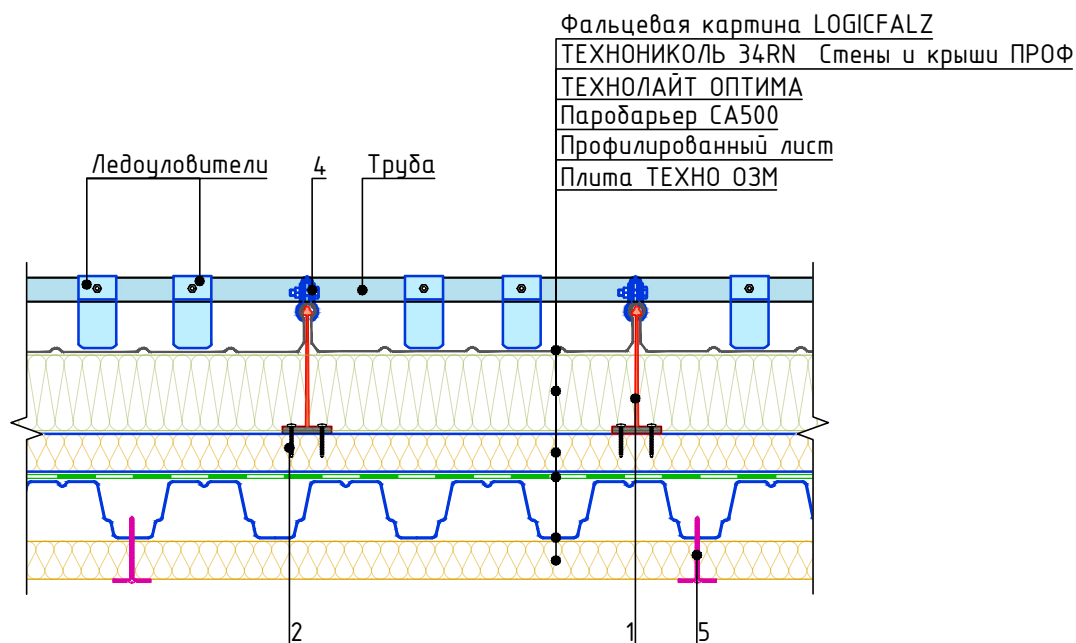 Фальцевая картина LOGICFALZ
ТЕХНОНИКОЛЬ 34RN Стены и крыши ПРОФ
ТЕХНОЛАЙТ ОПТИМА
Паробарьер СА500
Профилированный лист
Плита ТЕХНО ОЗМ
Ледоуловители
4
Труба
2
1
5